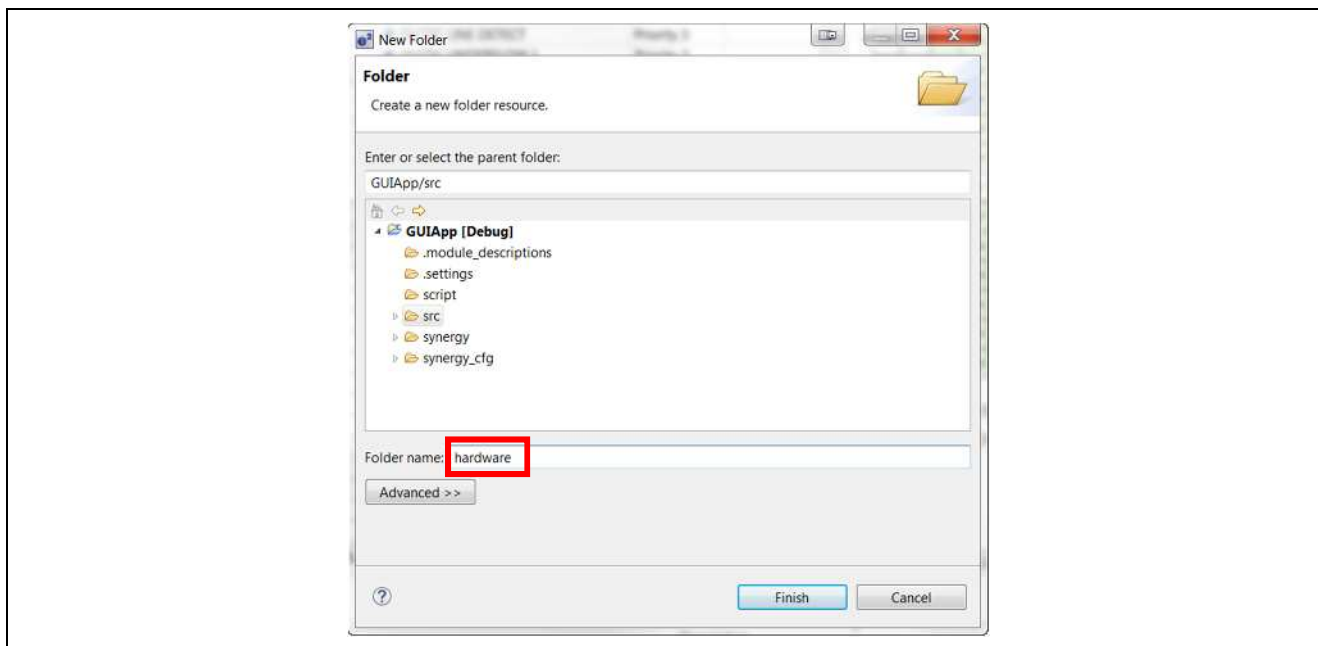 New Folder
Folder
Create a new folder resource.
Enter or select the parent folder:
GUIApp/src
GUIApp [Debug]
.module_descriptions
.settings
script
src
synergy
synergy_cfg
Folder name: hardware
Advanced >>
Finish Cancel